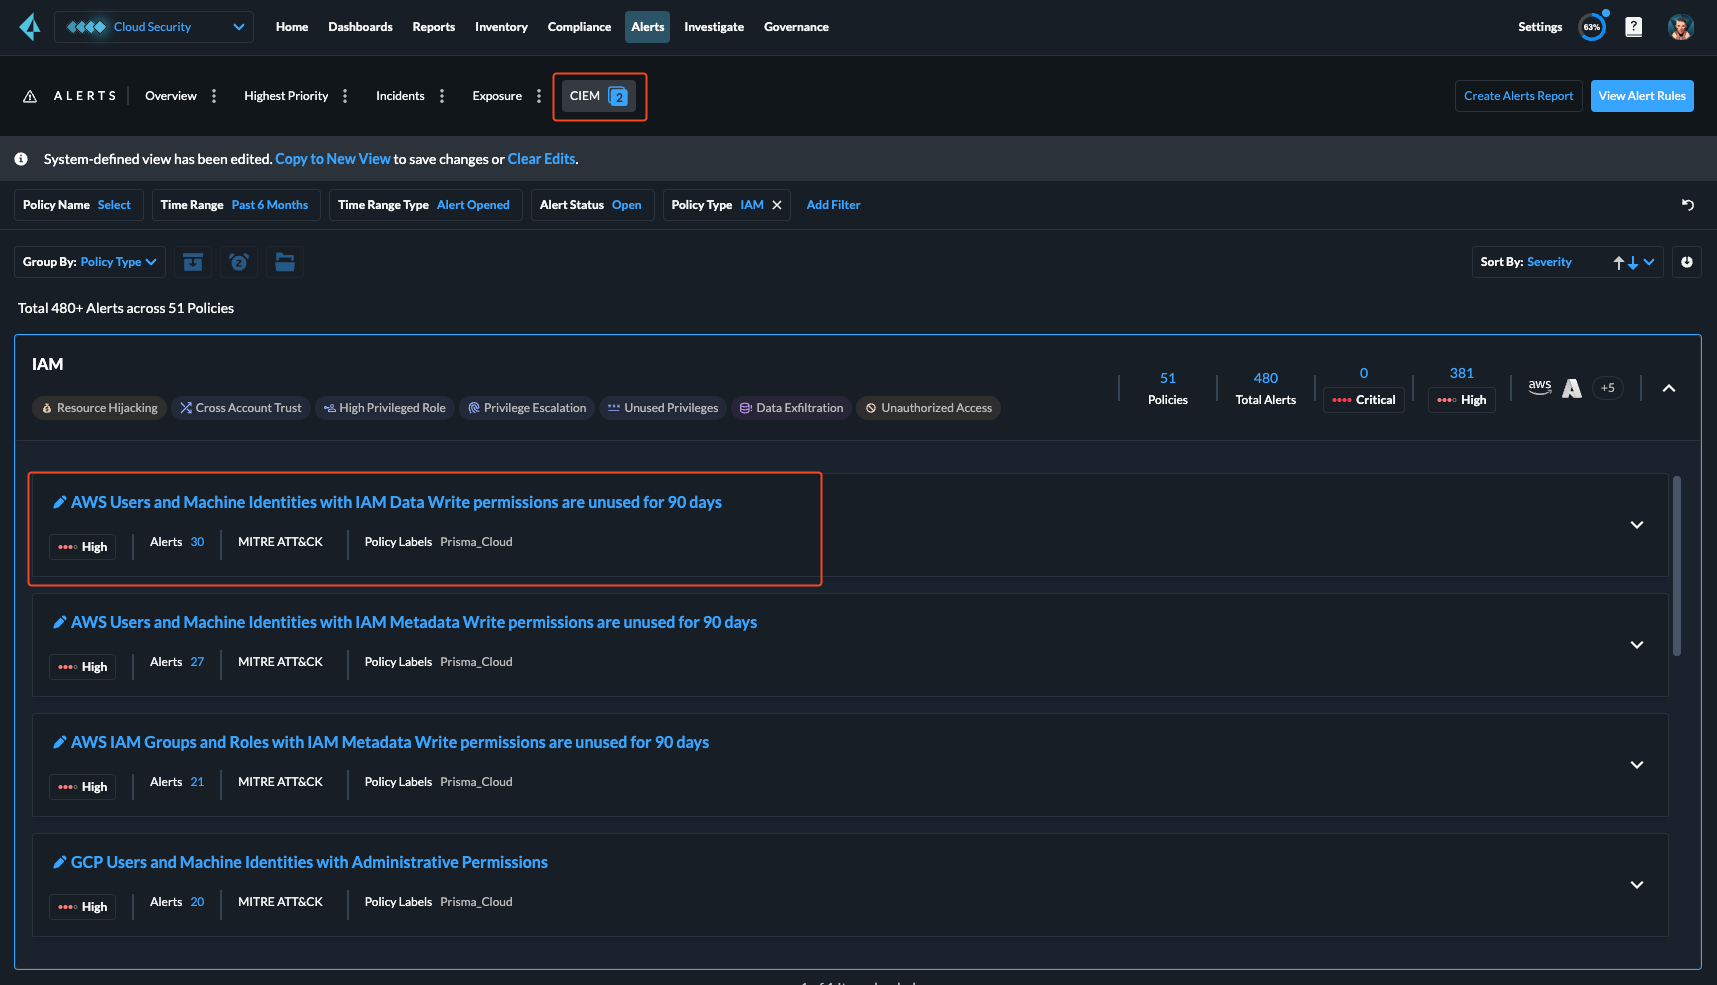 Cloud Security
Home Dashboards Reports Inventory Compliance Alerts Investigate Governance
Settings 63% ?
ALERTS Overview Highest Priority Incidents Exposure CIEM 2
Create Alerts Report View Alert Rules
System-defined view has been edited. Copy to New View to save changes or Clear Edits.
Policy Name Select Time Range Past 6 Months Time Range Type Alert Opened Alert Status Open Policy Type IAM Add Filter
Group By: Policy Type Sort By: Severity
Total 480+ Alerts across 51 Policies
IAM
Resource Hijacking Cross Account Trust High Privileged Role Privilege Escalation Unused Privileges Data Exfiltration Unauthorized Access
51 480 0 381
Policies Total Alerts Critical High aws +5
AWS Users and Machine Identities with IAM Data Write permissions are unused for 90 days
High Alerts 30 MITRE ATT&CK Policy Labels Prisma_Cloud
AWS Users and Machine Identities with IAM Metadata Write permissions are unused for 90 days
High Alerts 27 MITRE ATT&CK Policy Labels Prisma_Cloud
AWS IAM Groups and Roles with IAM Metadata Write permissions are unused for 90 days
High Alerts 21 MITRE ATT&CK Policy Labels Prisma_Cloud
GCP Users and Machine Identities with Administrative Permissions
High Alerts 20 MITRE ATT&CK Policy Labels Prisma_Cloud